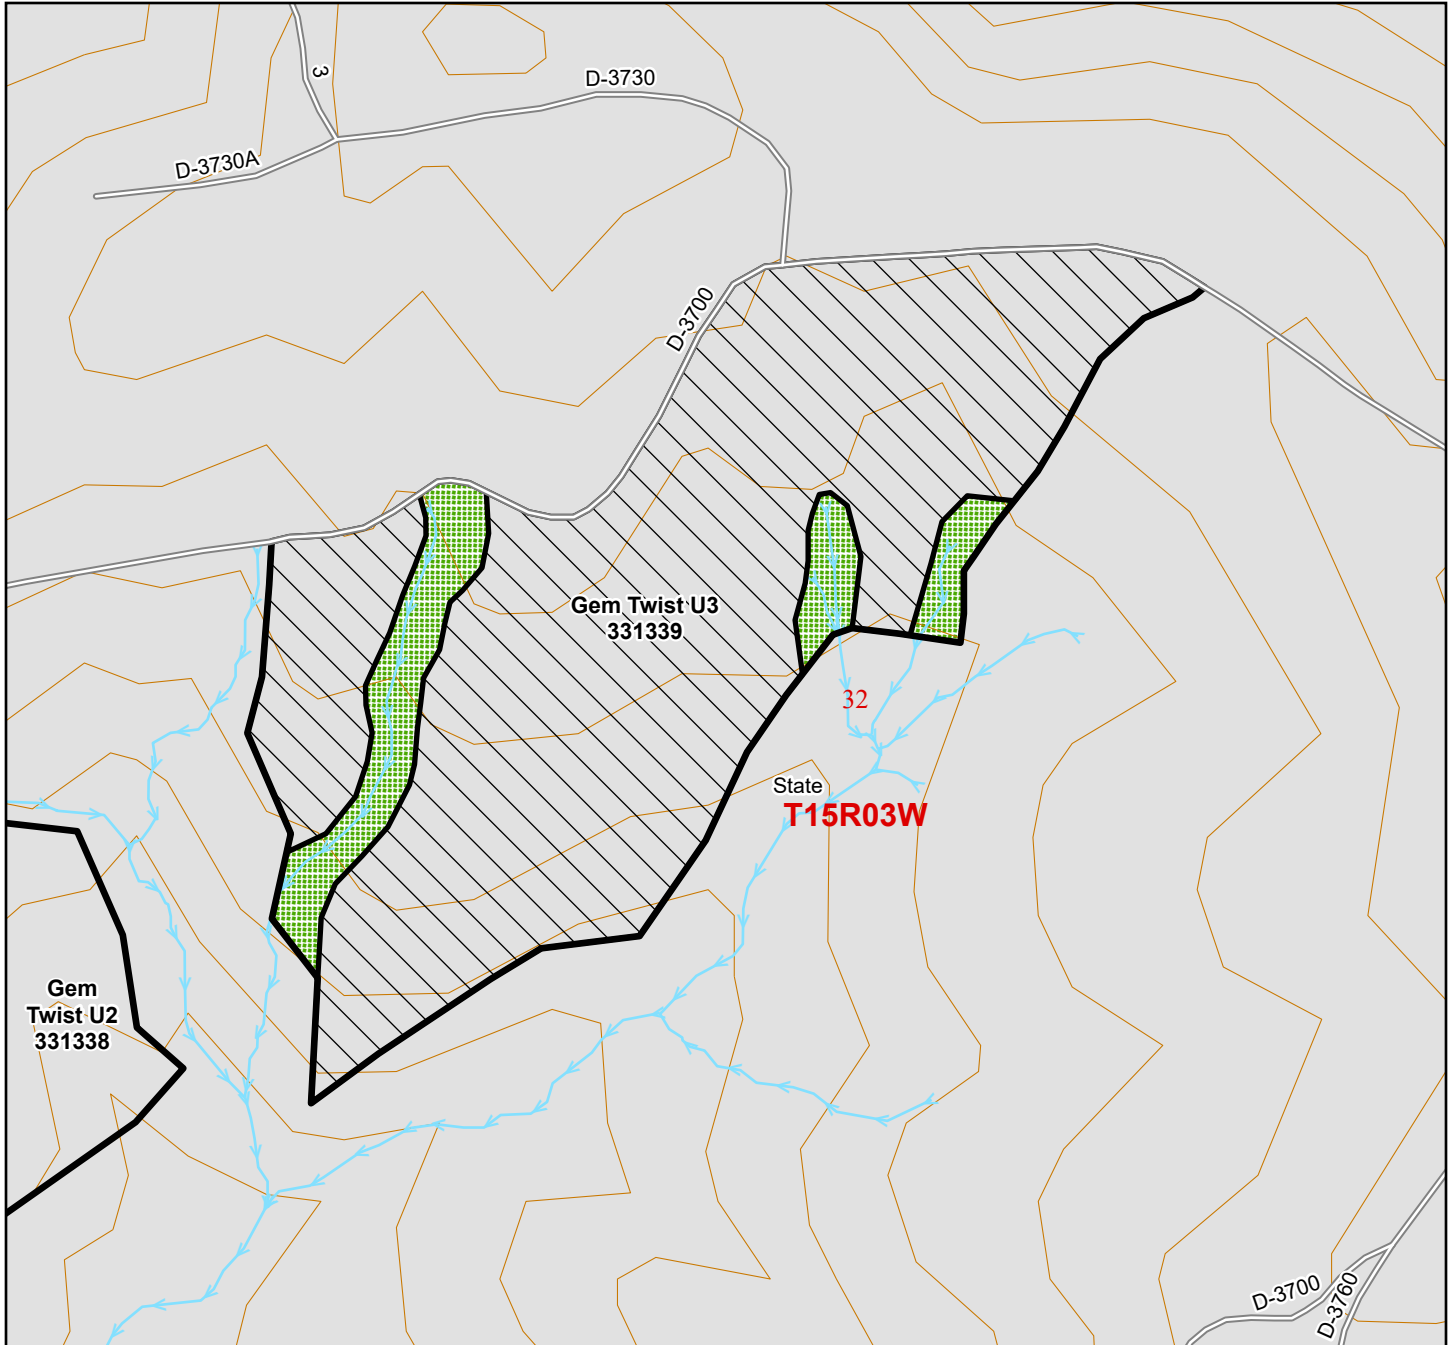 3
D-3730
D-3730A
D-3700
Gem Twist U3
331339
32
State
T15R03W
Gem
Twist U2
331338
D-3700
D-3760